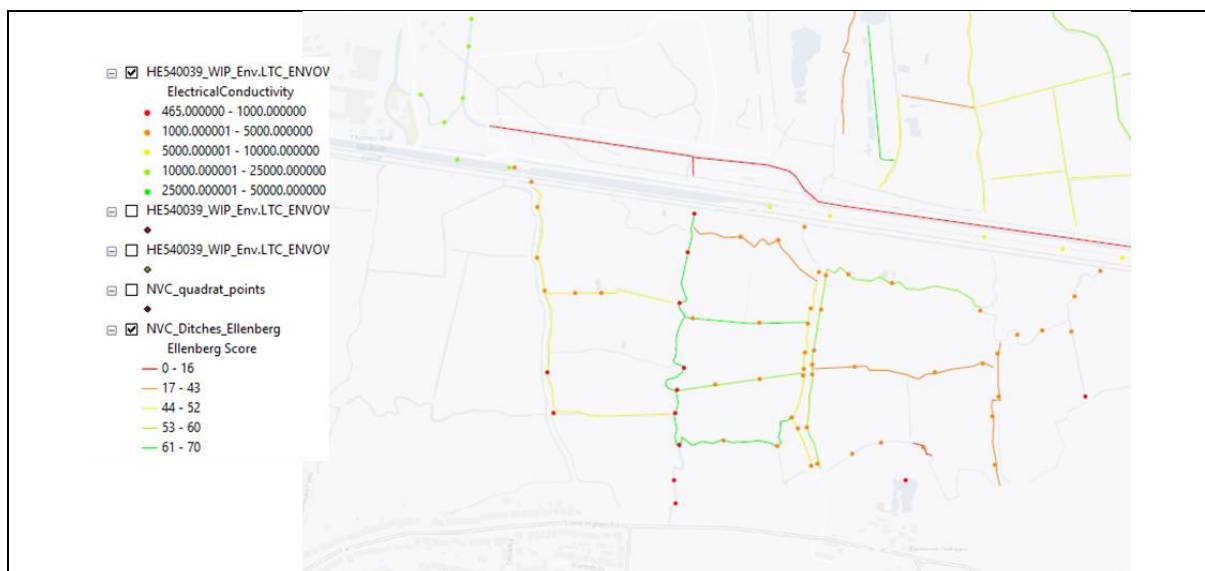 HE540039_WIP_Env.LTC_ENVOV
ElectricalConductivity
465.000000 - 1000.000000
1000.000001 - 5000.000000
5000.000001 - 10000.000000
10000.000001 - 25000.000000
25000.000001 - 50000.000000
HE540039_WIP_Env.LTC_ENVOV
HE540039_WIP_Env.LTC_ENVOV
NVC_quadrat_points
NVC_Ditches_Ellenberg
Ellenberg Score
0 - 16
17 - 43
44 - 52
53 - 60
61 - 70